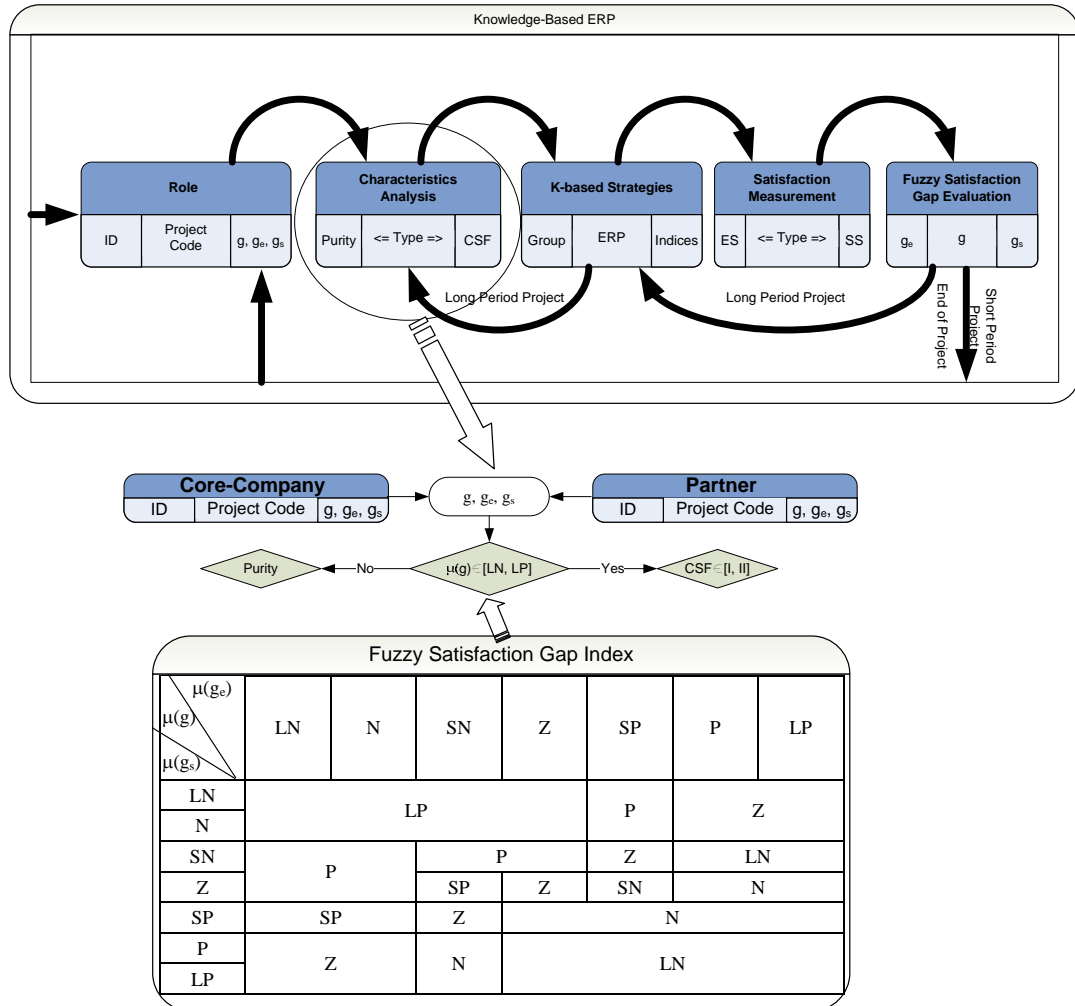 Knowledge-Based ERP
Role
ID
Project
Code
g, gₑ, gₛ
Characteristics
Analysis
Purity
<= Type =>
CSF
K-based Strategies
Group
ERP
Indices
Satisfaction
Measurement
ES
<= Type =>
SS
Fuzzy Satisfaction
Gap Evaluation
gₑ
g
gₛ
Long Period Project
Long Period Project
End of Project
Short Period
Project
Core-Company
ID
Project Code
g, gₑ, gₛ
g, gₑ, gₛ
Partner
ID
Project Code
g, gₑ, gₛ
Purity
No
μ(g)∈[LN, LP]
Yes
CSF∈[I, II]
Fuzzy Satisfaction Gap Index
μ(gₑ)
μ(g)
μ(gₛ)
LN
N
SN
Z
SP
P
LP
LN
N
LP
P
Z
SN
Z
P
P
Z
LN
SP
Z
SN
N
SP
SP
Z
N
P
LP
Z
N
LN